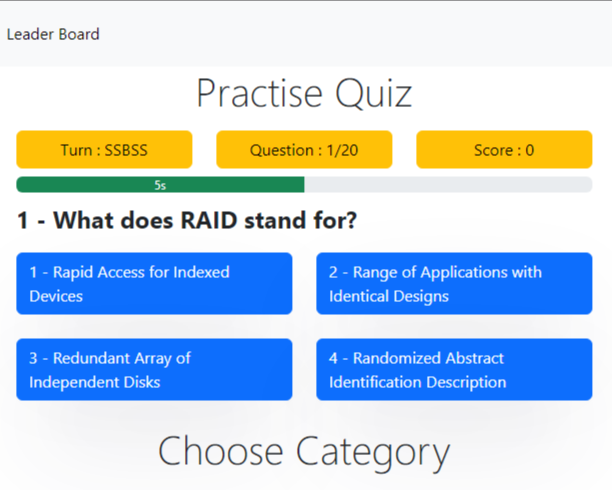 Leader Board
Practise Quiz
Turn : SSBSS
Question : 1/20
Score : 0
5s
1 - What does RAID stand for?
1 - Rapid Access for Indexed
Devices
2 - Range of Applications with
Identical Designs
3 - Redundant Array of
Independent Disks
4 - Randomized Abstract
Identification Description
Choose Category